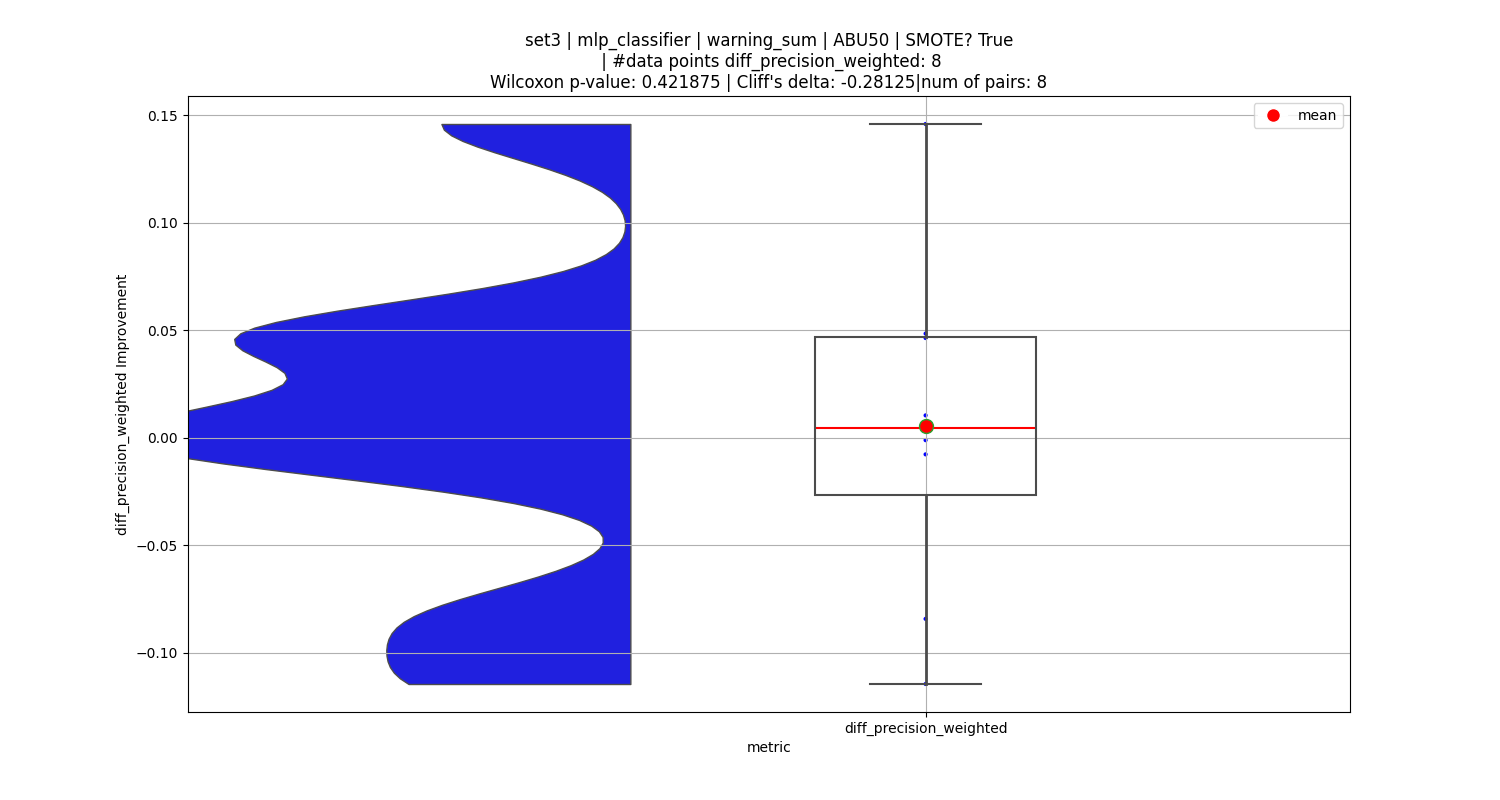 set3 | mlp_classifier | warning_sum | ABU50 | SMOTE? True
| #data points diff_precision_weighted: 8
Wilcoxon p-value: 0.421875 | Cliff's delta: -0.28125|num of pairs: 8
mean
0.15
0.10
0.05
0.00
−0.05
−0.10
diff_precision_weighted Improvement
diff_precision_weighted
metric